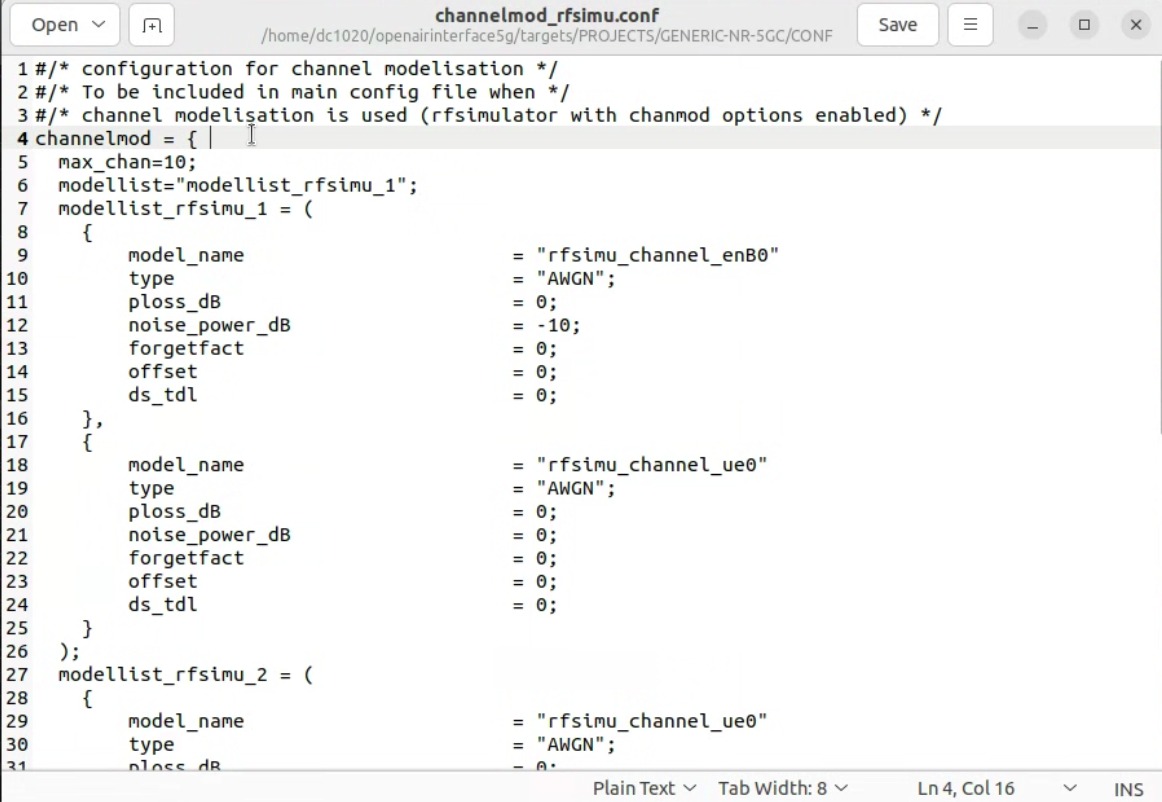 Open
channelmod_rfsimu.conf
/home/dc1020/openairinterface5g/targets/PROJECTS/GENERIC-NR-5GC/CONF
Save
1 #/* configuration for channel modelisation */
2 #/* To be included in main config file when */
3 #/* channel modelisation is used (rfsimulator with chanmod options enabled) */
4 channelmod = {
5   max_chan=10;
6   modellist="modellist_rfsimu_1";
7   modellist_rfsimu_1 = (
8     {
9         model_name                       = "rfsimu_channel_enB0"
10         type                             = "AWGN";
11         ploss_dB                         = 0;
12         noise_power_dB                   = -10;
13         forgetfact                       = 0;
14         offset                           = 0;
15         ds_tdl                           = 0;
16     },
17     {
18         model_name                       = "rfsimu_channel_ue0"
19         type                             = "AWGN";
20         ploss_dB                         = 0;
21         noise_power_dB                   = 0;
22         forgetfact                       = 0;
23         offset                           = 0;
24         ds_tdl                           = 0;
25     }
26   );
27   modellist_rfsimu_2 = (
28     {
29         model_name                       = "rfsimu_channel_ue0"
30         type                             = "AWGN";
31         ploss_dB                         = 0;
Plain Text Tab Width: 8 Ln 4, Col 16 INS